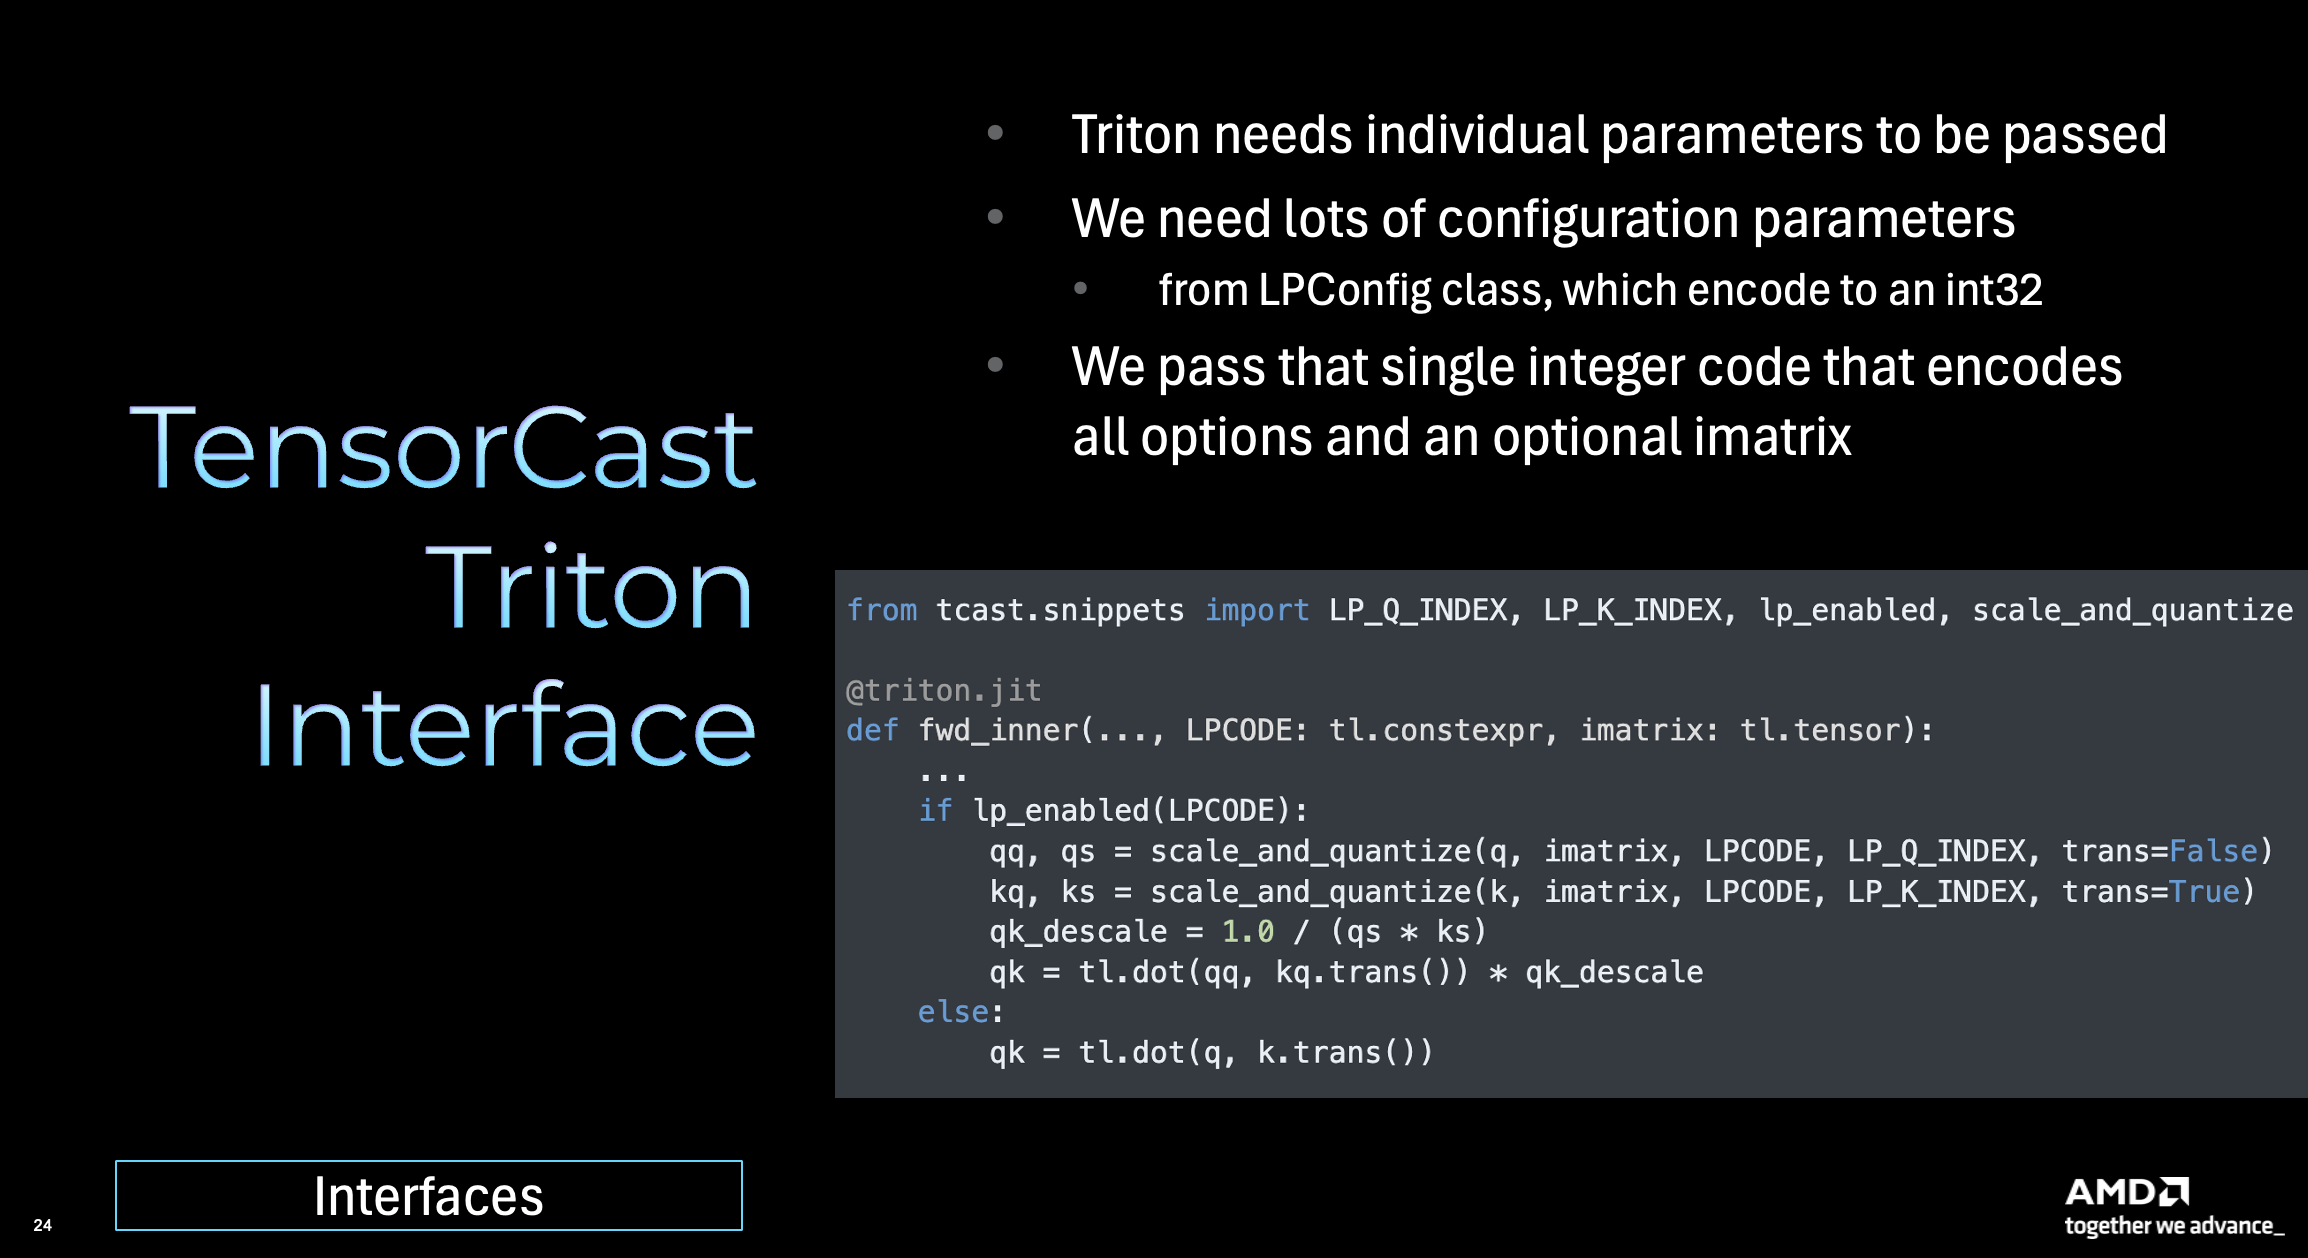 TensorCast
Triton
Interface
• Triton needs individual parameters to be passed
• We need lots of configuration parameters
• from LPConfig class, which encode to an int32
• We pass that single integer code that encodes
all options and an optional imatrix
from tcast.snippets import LP_Q_INDEX, LP_K_INDEX, lp_enabled, scale_and_quantize
@triton.jit
def fwd_inner(..., LPCODE: tl.constexpr, imatrix: tl.tensor):
    ...
    if lp_enabled(LPCODE):
        qq, qs = scale_and_quantize(q, imatrix, LPCODE, LP_Q_INDEX, trans=False)
        kq, ks = scale_and_quantize(k, imatrix, LPCODE, LP_K_INDEX, trans=True)
        qk_descale = 1.0 / (qs * ks)
        qk = tl.dot(qq, kq.trans()) * qk_descale
    else:
        qk = tl.dot(q, k.trans())
Interfaces
24
AMD
together we advance_